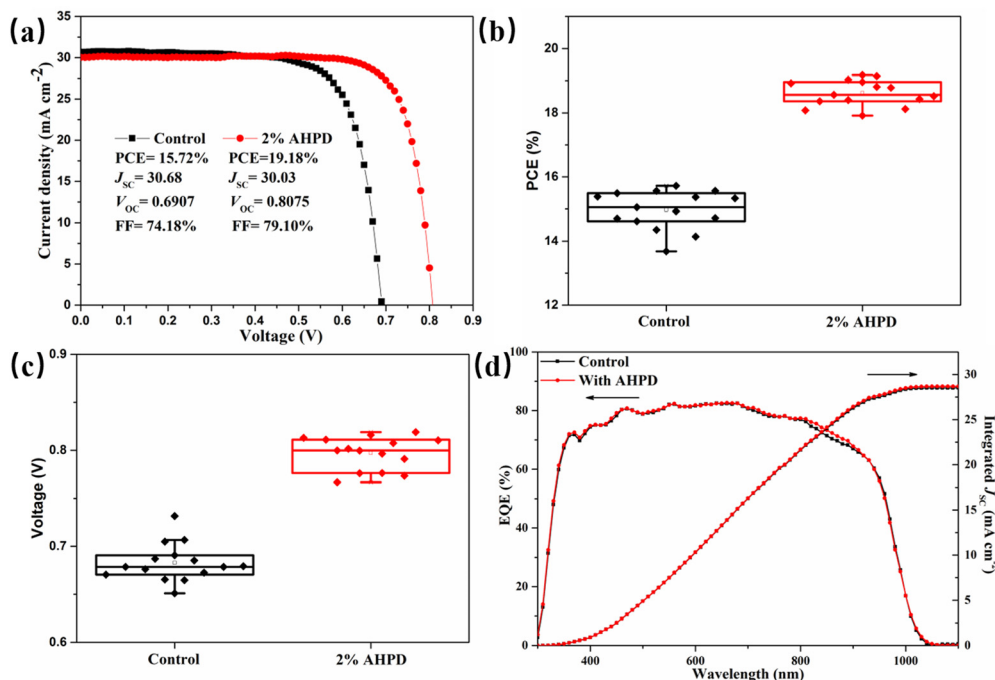 (a)
35
30
25
20
15
10
5
0
Current density (mA cm⁻²)
Control 2% AHPD
PCE= 15.72% PCE=19.18%
J_SC = 30.68 J_SC = 30.03
V_OC = 0.6907 V_OC = 0.8075
FF= 74.18% FF= 79.10%
0.0 0.1 0.2 0.3 0.4 0.5 0.6 0.7 0.8 0.9
Voltage (V)
(b)
20
18
16
14
12
PCE (%)
Control 2% AHPD
(c)
0.9
0.8
0.7
0.6
Voltage (V)
Control 2% AHPD
(d)
100
80
60
40
20
0
EQE (%)
Control
With AHPD
30
25
20
15
10
5
0
Integrated J_SC (mA cm⁻²)
400 600 800 1000
Wavelength (nm)